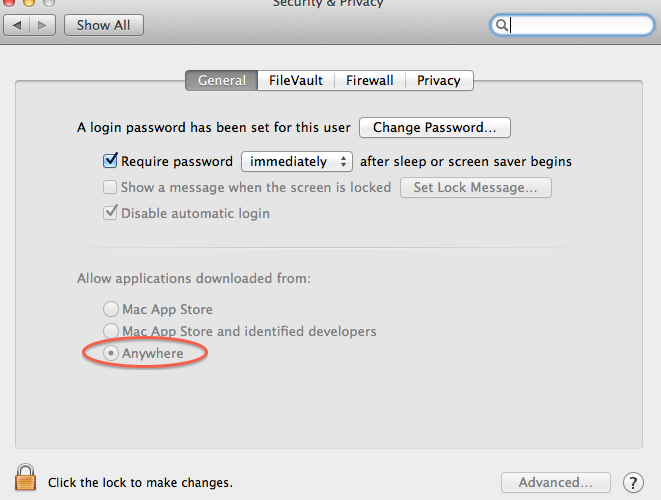 Security & Privacy
Show All
General FileVault Firewall Privacy
A login password has been set for this user Change Password...
Require password immediately after sleep or screen saver begins
Show a message when the screen is locked Set Lock Message...
Disable automatic login
Allow applications downloaded from:
Mac App Store
Mac App Store and identified developers
Anywhere
Click the lock to make changes. Advanced... ?